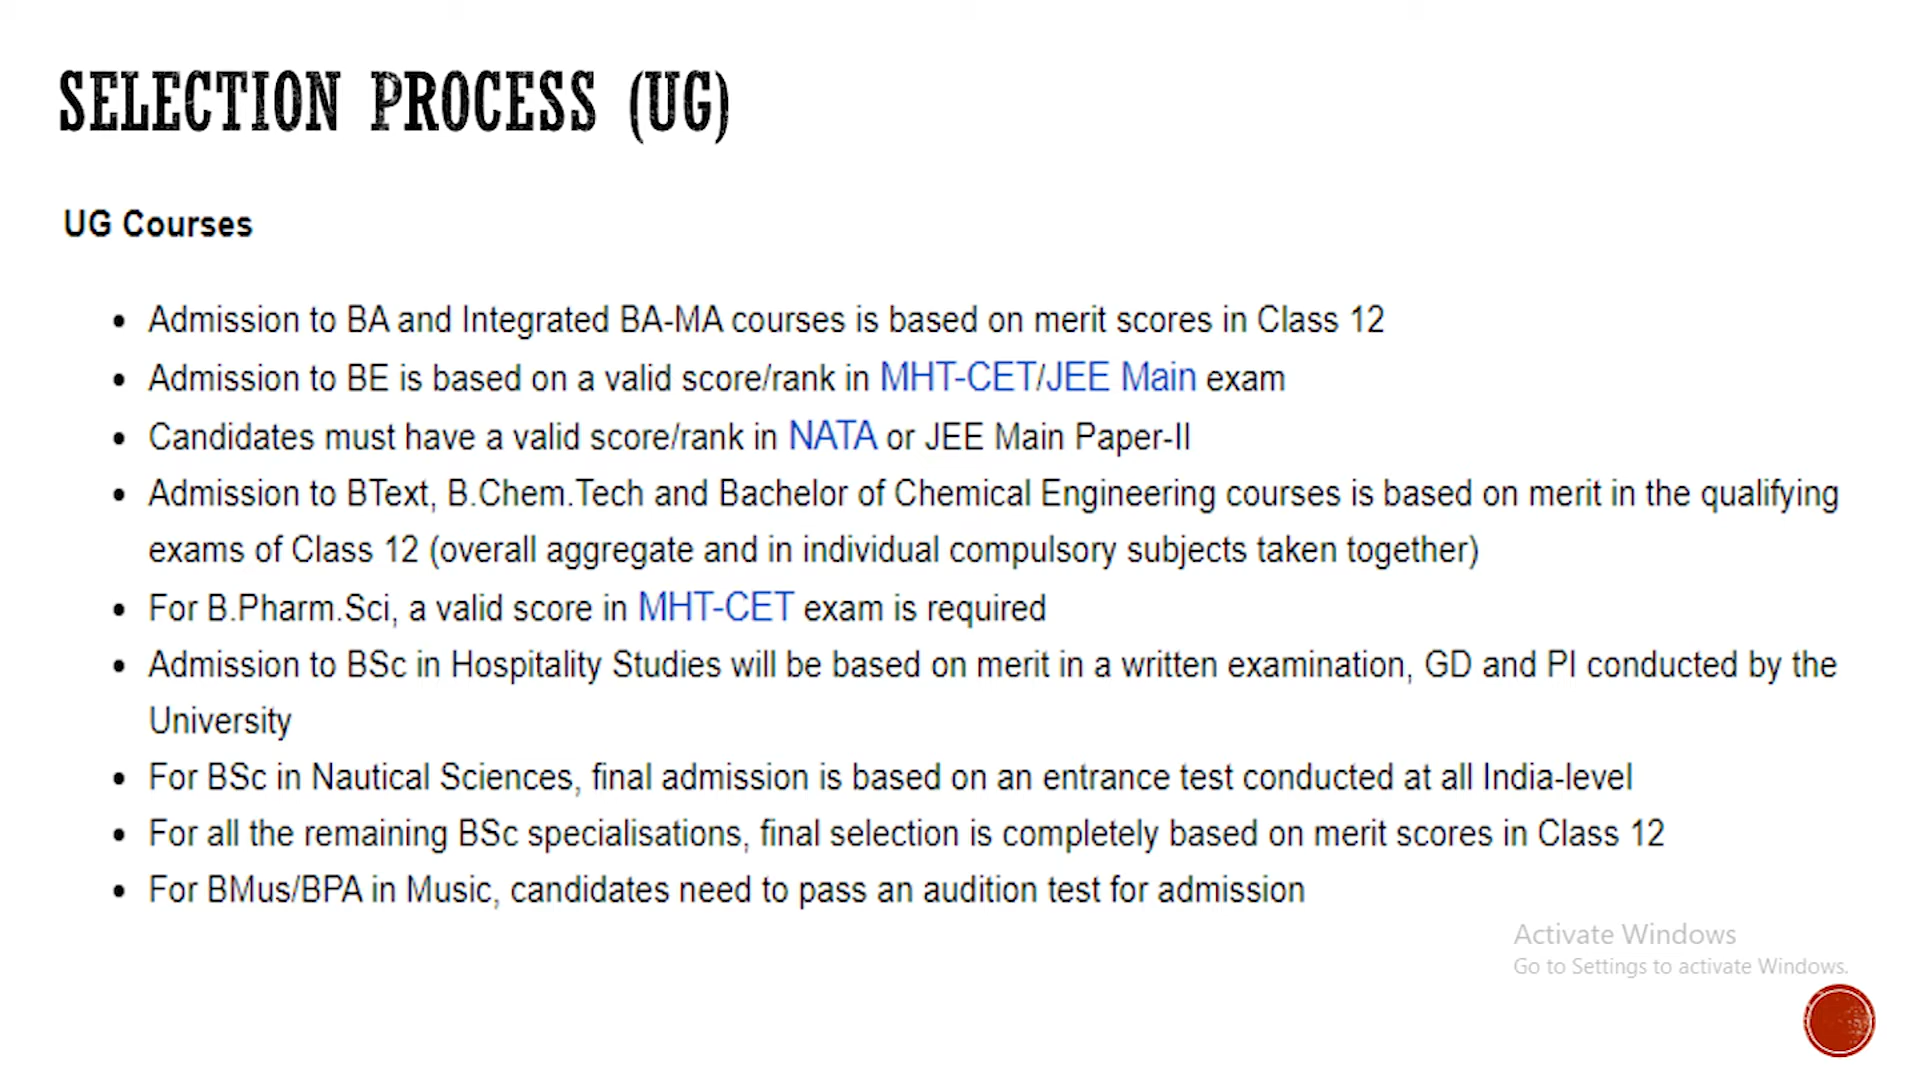 SELECTION PROCESS (UG)
UG Courses
• Admission to BA and Integrated BA-MA courses is based on merit scores in Class 12
• Admission to BE is based on a valid score/rank in MHT-CET/JEE Main exam
• Candidates must have a valid score/rank in NATA or JEE Main Paper-II
• Admission to BText, B.Chem.Tech and Bachelor of Chemical Engineering courses is based on merit in the qualifying
exams of Class 12 (overall aggregate and in individual compulsory subjects taken together)
• For B.Pharm.Sci, a valid score in MHT-CET exam is required
• Admission to BSc in Hospitality Studies will be based on merit in a written examination, GD and PI conducted by the
University
• For BSc in Nautical Sciences, final admission is based on an entrance test conducted at all India-level
• For all the remaining BSc specialisations, final selection is completely based on merit scores in Class 12
• For BMus/BPA in Music, candidates need to pass an audition test for admission
Activate Windows
Go to Settings to activate Windows.